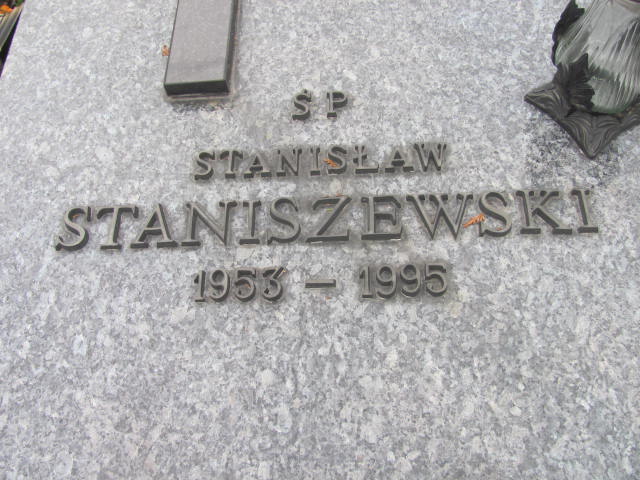 ŚP
STANISŁAW
STANISZEWSKI
1953 – 1995